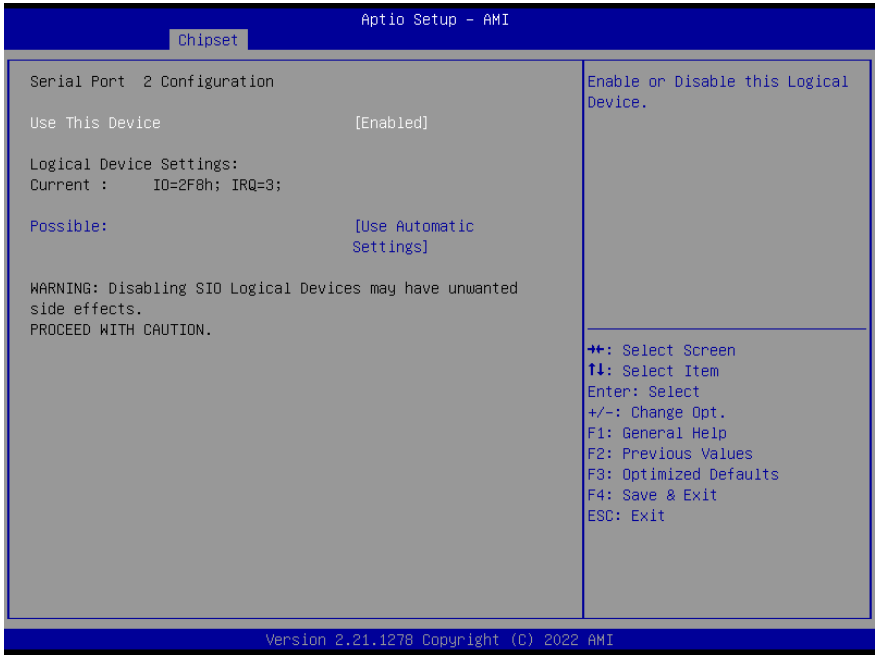 Aptio Setup – AMI
Chipset
Serial Port 2 Configuration
Use This Device [Enabled]
Logical Device Settings:
Current : IO=2F8h; IRQ=3;
Possible: [Use Automatic
Settings]
WARNING: Disabling SIO Logical Devices may have unwanted
side effects.
PROCEED WITH CAUTION.
Enable or Disable this Logical
Device.
→←: Select Screen
↑↓: Select Item
Enter: Select
+/-: Change Opt.
F1: General Help
F2: Previous Values
F3: Optimized Defaults
F4: Save & Exit
ESC: Exit
Version 2.21.1278 Copyright (C) 2022 AMI